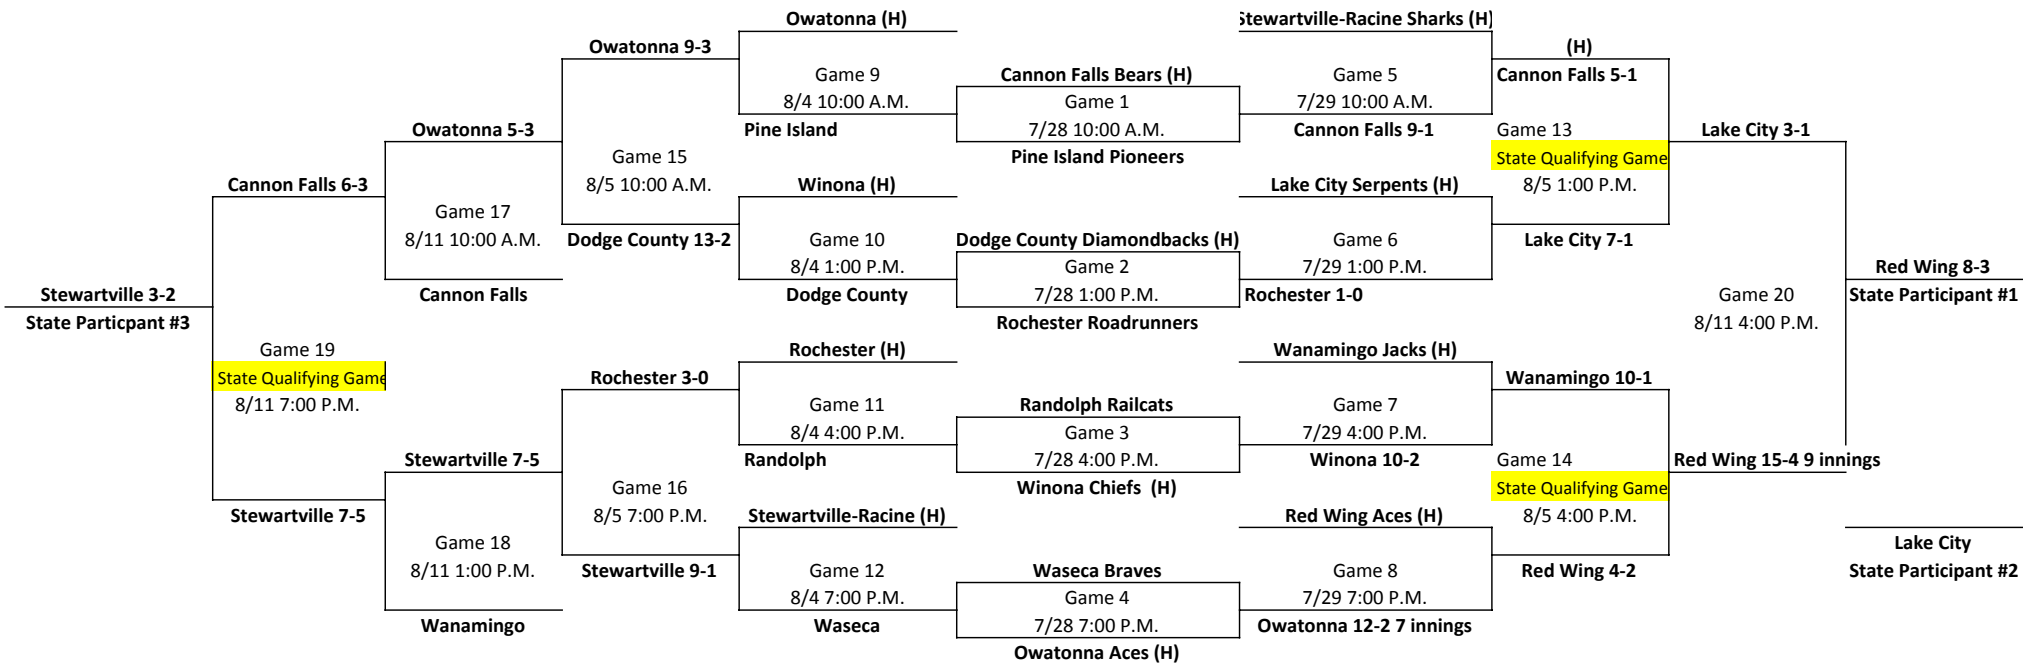 Owatonna (H)
Stewartville-Racine Sharks (H)
Owatonna 9-3
(H)
Game 9
Cannon Falls Bears (H)
Game 5
Cannon Falls 5-1
8/4 10:00 A.M.
Game 1
7/29 10:00 A.M.
Owatonna 5-3
Pine Island
7/28 10:00 A.M.
Cannon Falls 9-1
Game 13
Lake City 3-1
Game 15
Pine Island Pioneers
State Qualifying Game
Cannon Falls 6-3
8/5 10:00 A.M.
Winona (H)
Lake City Serpents (H)
8/5 1:00 P.M.
Game 17
8/11 10:00 A.M.
Dodge County 13-2
Game 10
Dodge County Diamondbacks (H)
Game 6
Lake City 7-1
8/4 1:00 P.M.
Game 2
7/29 1:00 P.M.
Red Wing 8-3
Stewartville 3-2
Cannon Falls
Dodge County
7/28 1:00 P.M.
Rochester 1-0
Game 20
State Participant #1
State Particpant #3
Rochester Roadrunners
8/11 4:00 P.M.
Game 19
Rochester (H)
Wanamingo Jacks (H)
State Qualifying Game
Rochester 3-0
Wanamingo 10-1
8/11 7:00 P.M.
Game 11
Randolph Railcats
Game 7
8/4 4:00 P.M.
Game 3
7/29 4:00 P.M.
Stewartville 7-5
Randolph
7/28 4:00 P.M.
Winona 10-2
Game 14
Red Wing 15-4 9 innings
Game 16
Winona Chiefs (H)
State Qualifying Game
Stewartville 7-5
8/5 7:00 P.M.
Stewartville-Racine (H)
Red Wing Aces (H)
8/5 4:00 P.M.
Game 18
Lake City
8/11 1:00 P.M.
Stewartville 9-1
Game 12
Waseca Braves
Game 8
Red Wing 4-2
State Participant #2
8/4 7:00 P.M.
Game 4
7/29 7:00 P.M.
Wanamingo
Waseca
7/28 7:00 P.M.
Owatonna 12-2 7 innings
Owatonna Aces (H)